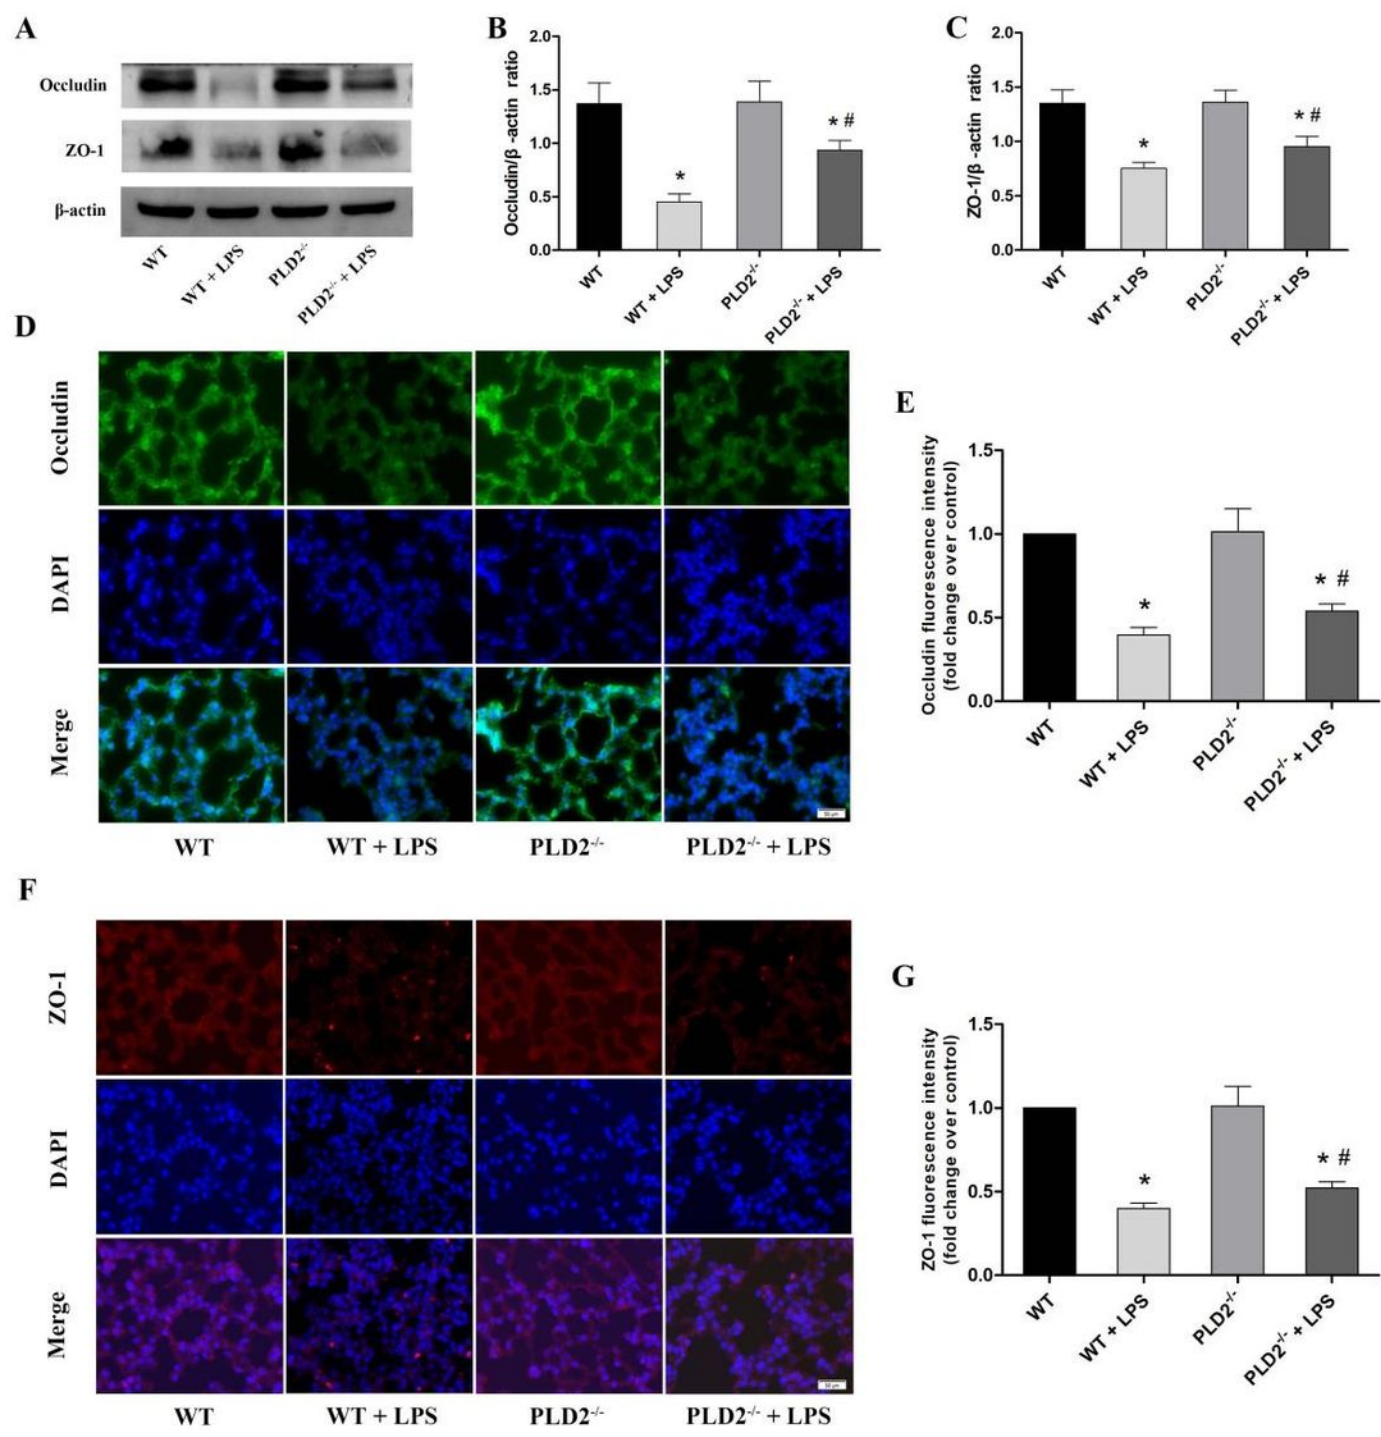 A
Occludin
ZO-1
β-actin
WT
WT + LPS
PLD2-/-
PLD2-/- + LPS
B
Occludin/β -actin ratio
2.0
1.5
1.0
0.5
0.0
*
* #
WT
WT + LPS
PLD2-/-
PLD2-/- + LPS
C
ZO-1/β -actin ratio
2.0
1.5
1.0
0.5
0.0
*
* #
WT
WT + LPS
PLD2-/-
PLD2-/- + LPS
D
Occludin
DAPI
Merge
50 μm
WT
WT + LPS
PLD2-/-
PLD2-/- + LPS
E
Occludin fluorescence intensity
(fold change over control)
1.5
1.0
0.5
0.0
*
* #
WT
WT + LPS
PLD2-/-
PLD2-/- + LPS
F
ZO-1
DAPI
Merge
50 μm
WT
WT + LPS
PLD2-/-
PLD2-/- + LPS
G
ZO-1 fluorescence intensity
(fold change over control)
1.5
1.0
0.5
0.0
*
* #
WT
WT + LPS
PLD2-/-
PLD2-/- + LPS